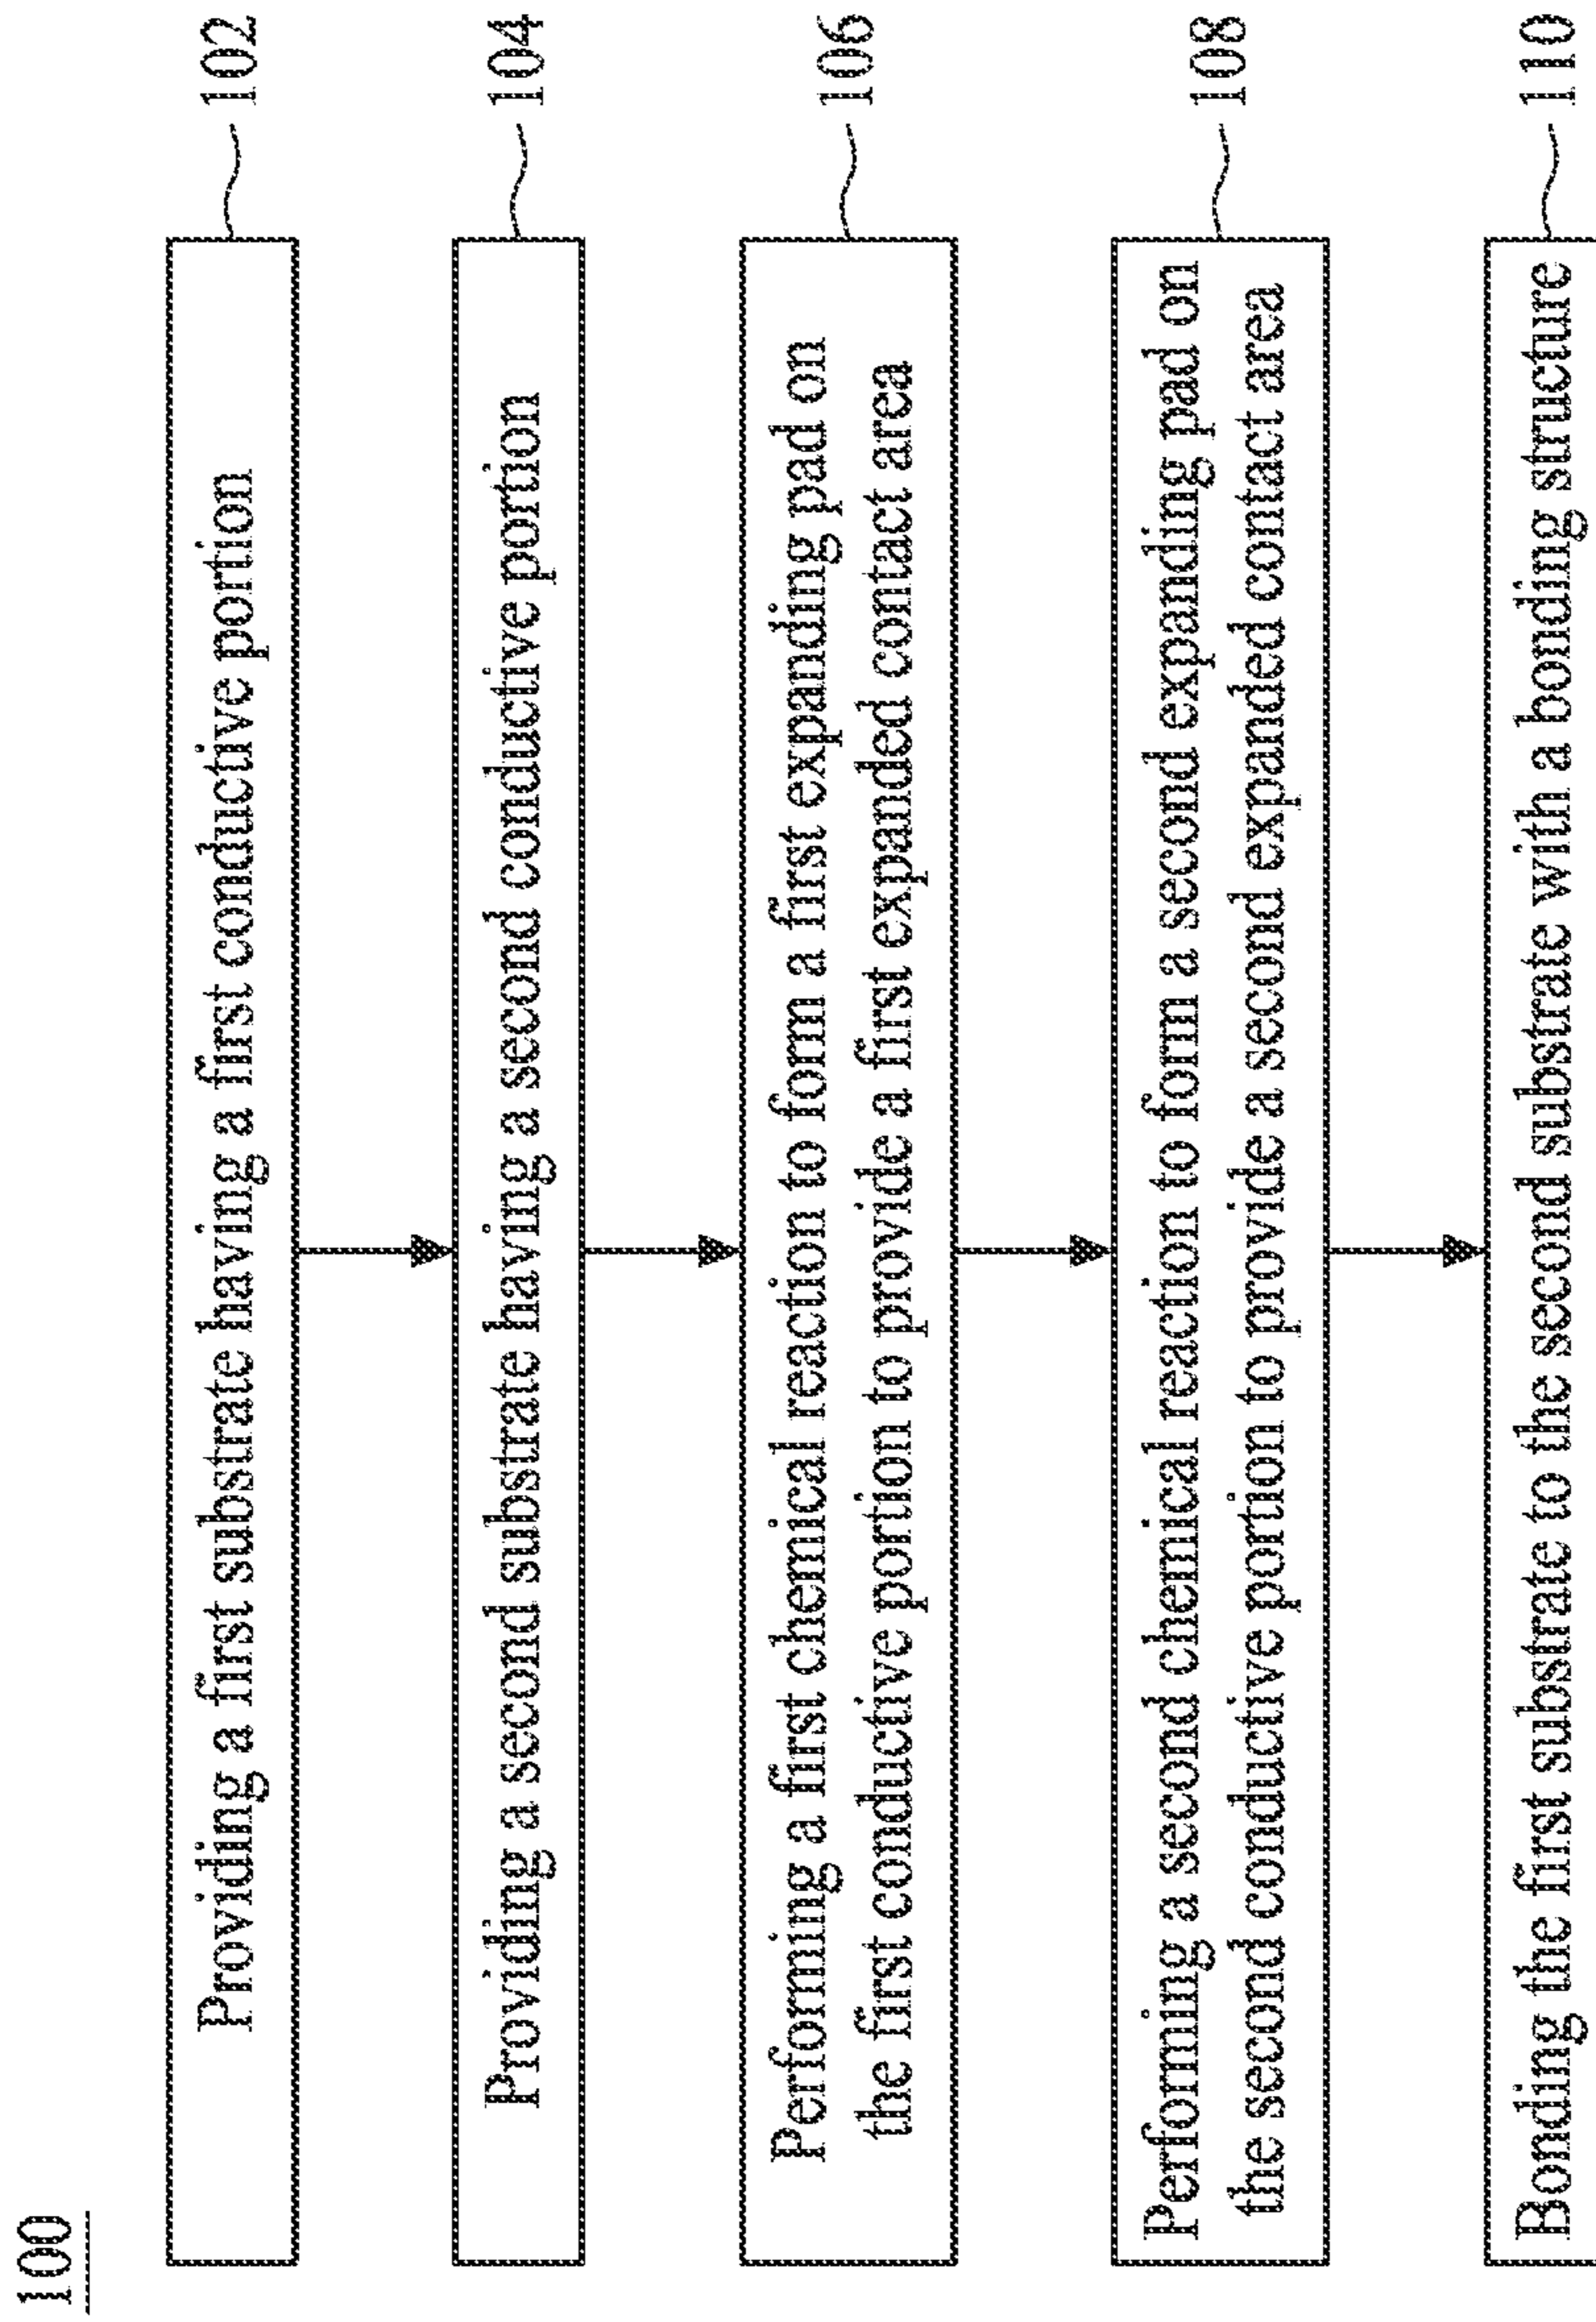 100
Providing a first substrate having a first conductive portion
102
Providing a second substrate having a second conductive portion
104
Performing a first chemical reaction to form a first expanding pad on
the first conductive portion to provide a first expanded contact area
106
Performing a second chemical reaction to form a second expanding pad on
the second conductive portion to provide a second expanded contact area
108
Bonding the first substrate to the second substrate with a bonding structure
110